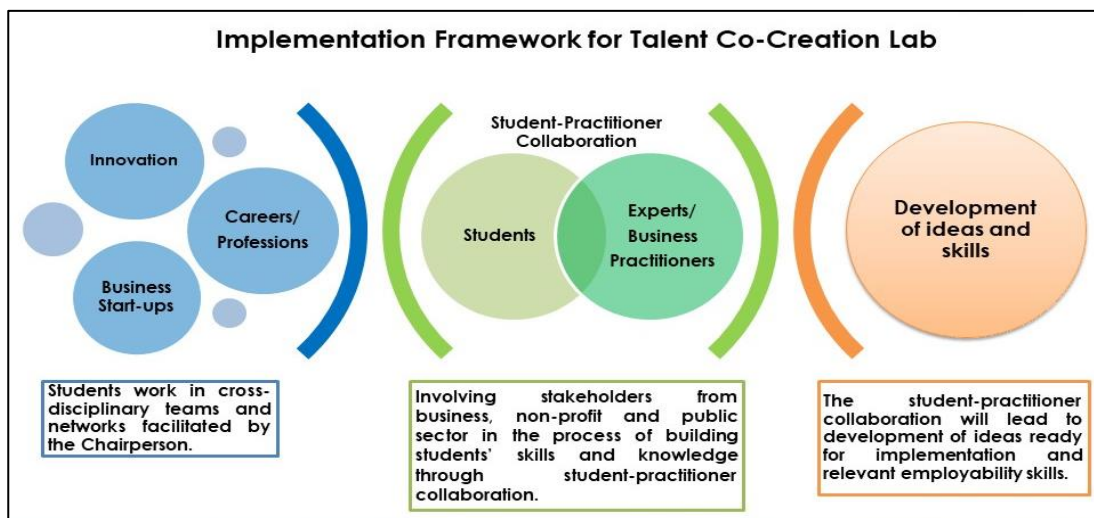 Implementation Framework for Talent Co-Creation Lab
Innovation
Careers/
Professions
Business
Start-ups
Student-Practitioner
Collaboration
Students
Experts/
Business
Practitioners
Development
of ideas and
skills
Students work in cross-
disciplinary teams and
networks facilitated by
the Chairperson.
Involving stakeholders from
business, non-profit and public
sector in the process of building
students’ skills and knowledge
through student-practitioner
collaboration.
The student-practitioner
collaboration will lead to
development of ideas ready
for implementation and
relevant employability skills.